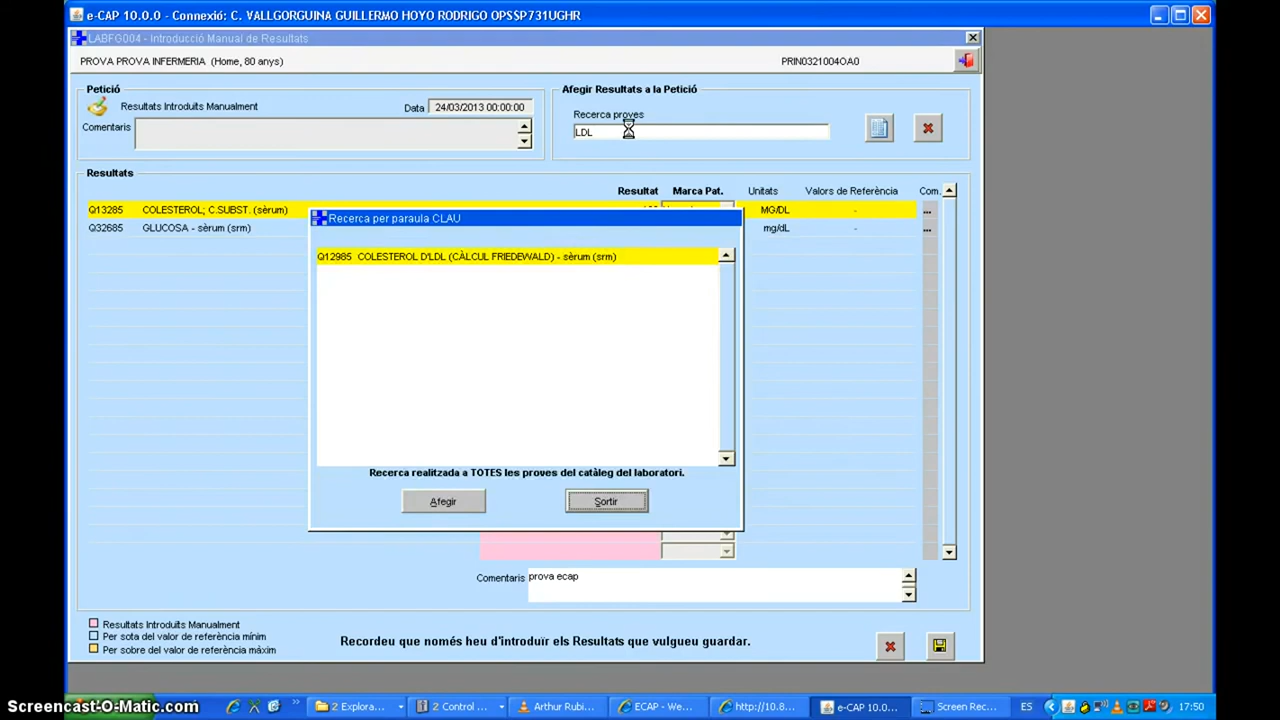 e-CAP 10.0.0 - Connexió: C. VALLGORGUINA GUILLERMO HOYO RODRIGO OPS$P731UGHR
LABFG004 - Introducció Manual de Resultats
PROVA PROVA INFERMERIA (Home, 80 anys) PRIN0321004OA0
Petició
Resultats Introduits Manualment Data 24/03/2013 00:00:00
Comentaris
Afegir Resultats a la Petició
Recerca proves
LDL
Resultats
Resultat Marca Pat. Unitats Valors de Referència Com.
Q13285 COLESTEROL; C.SUBST. (sèrum) MG/DL - ...
Q32685 GLUCOSA - sèrum (srm) mg/dL - ...
Recerca per paraula CLAU
Q12985 COLESTEROL D'LDL (CÀLCUL FRIEDEWALD) - sèrum (srm)
Recerca realitzada a TOTES les proves del catàleg del laboratori.
Afegir Sortir
Comentaris prova ecap
Resultats Introduïts Manualment
Per sota del valor de referència mínim
Per sobre del valor de referència màxim
Recordeu que només heu d'introduir els Resultats que vulgueu guardar.
Screencast-O-Matic.com
2 Explora... 2 Control ... Arthur Rubi... ECAP - We... http://10.8... e-CAP 10.0... Screen Rec... ES 17:50